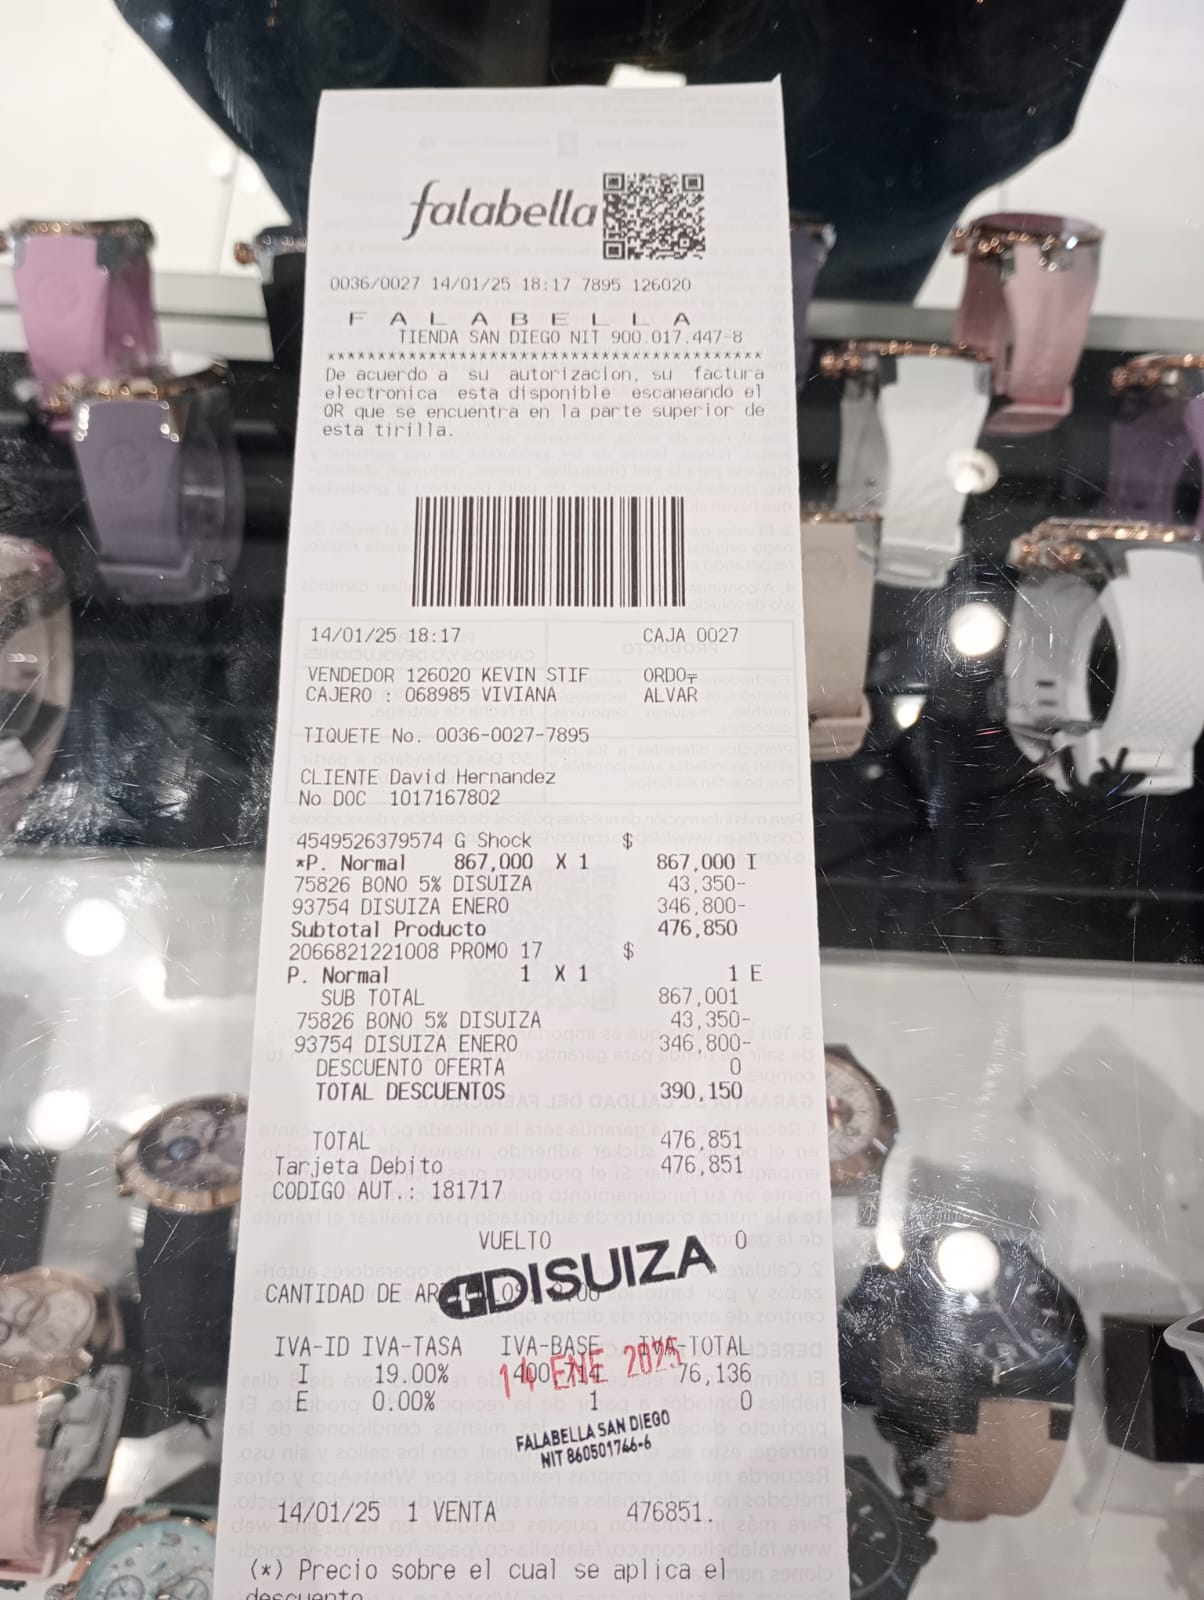 falabella
0036/0027 14/01/25 18:17 7895 126020
F A L A B E L L A
TIENDA SAN DIEGO NIT 900.017.447-8
De acuerdo a su autorizacion, su factura
electronica esta disponible escaneando el
QR que se encuentra en la parte superior de
esta tirilla.
14/01/25 18:17 CAJA 0027
VENDEDOR 126020 KEVIN STIF ORDO
CAJERO : 068985 VIVIANA ALVAR
TIQUETE No. 0036-0027-7895
CLIENTE David Hernandez
No DOC 1017167802
4549526379574 G Shock $
*P. Normal 867,000 X 1 867,000 I
75826 BONO 5% DISUIZA 43,350-
93754 DISUIZA ENERO 346,800-
Subtotal Producto 476,850
2066821221008 PROMO 17 $
P. Normal 1 X 1 1 E
SUB TOTAL 867,001
75826 BONO 5% DISUIZA 43,350-
93754 DISUIZA ENERO 346,800-
DESCUENTO OFERTA 0
TOTAL DESCUENTOS 390,150
TOTAL 476,851
Tarjeta Debito 476,851
CODIGO AUT.: 181717
VUELTO 0
DISUIZA
CANTIDAD DE
IVA-ID IVA-TASA IVA-BASE IVA-TOTAL
I 19.00% 76,136
14 ENE 2025
E 0.00% 1 0
FALABELLA SAN DIEGO
NIT 860501746-6
14/01/25 1 VENTA 476851.
(*) Precio sobre el cual se aplica el
descuento